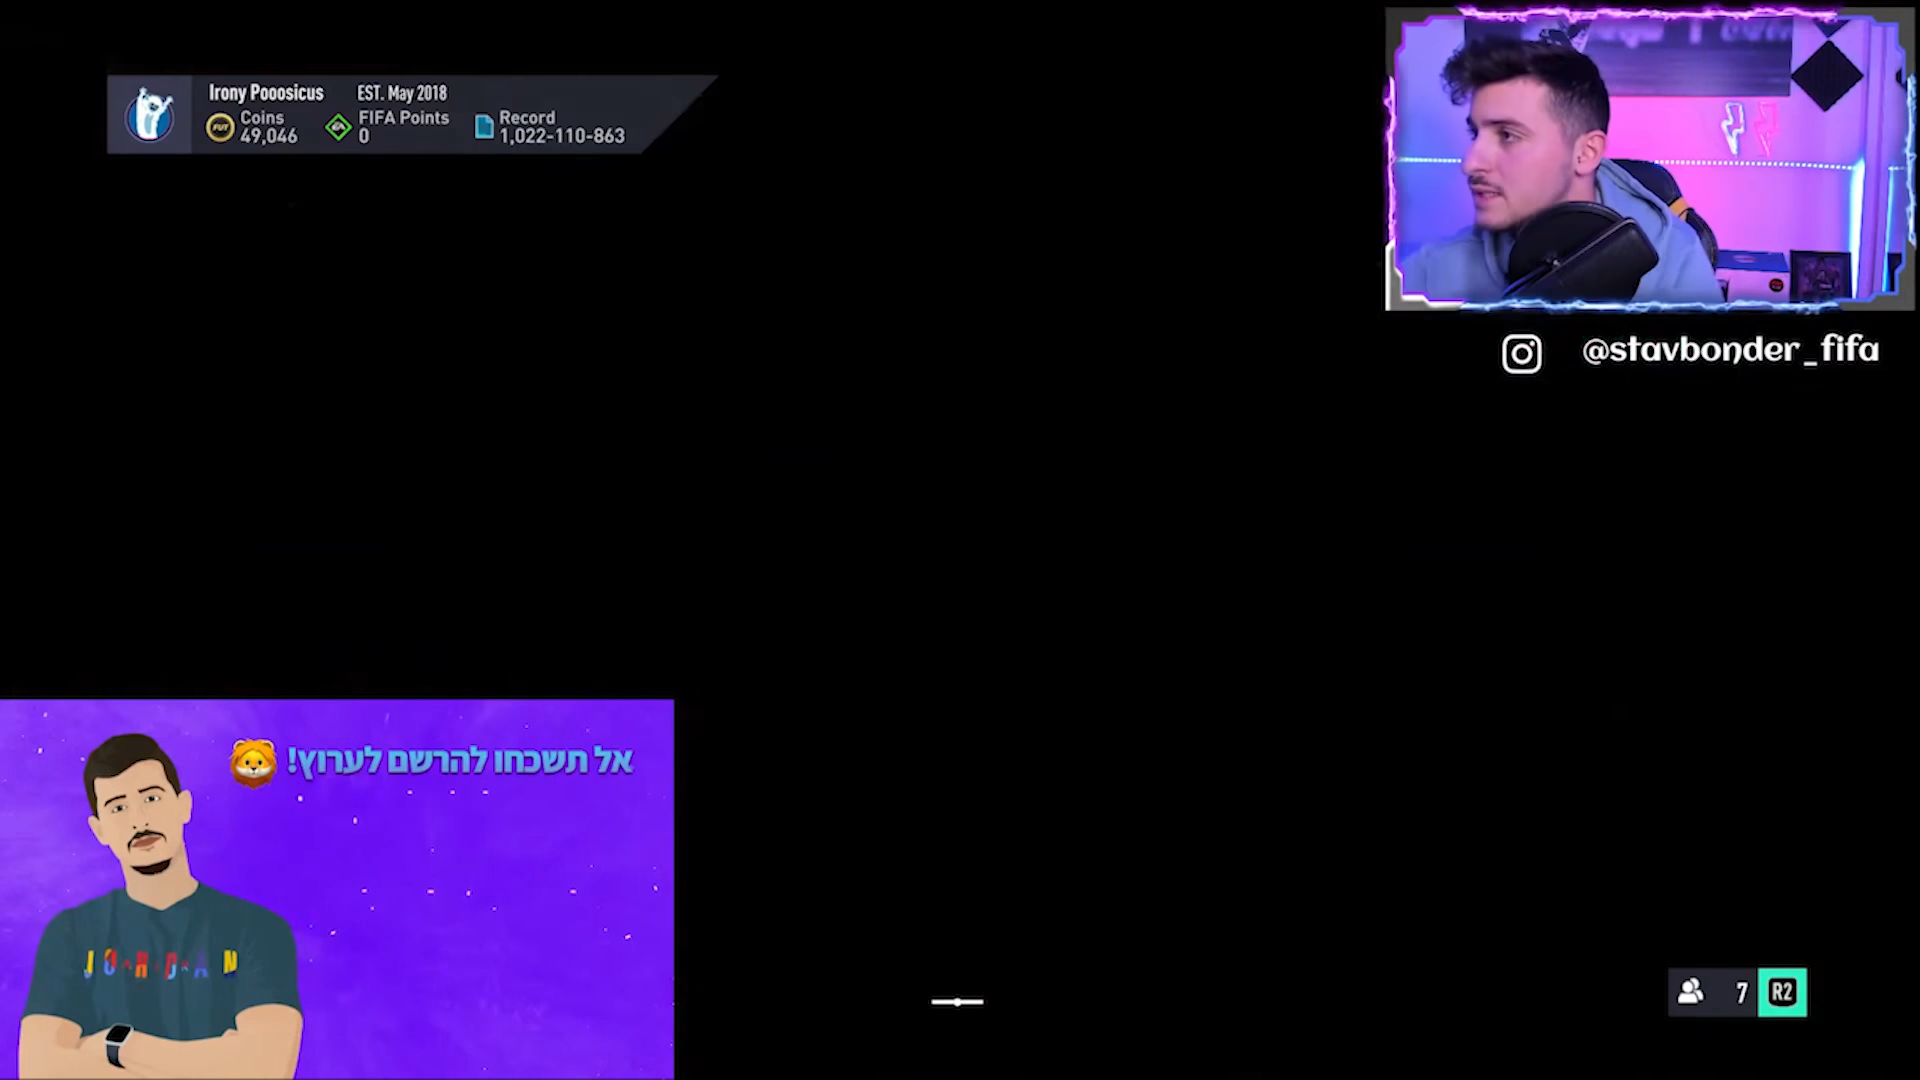 Irony Pooosicus EST. May 2018
Coins FIFA Points Record
49,046 0 1,022-110-863
@stavbonder_fifa
אל תשכחו להרשם לערוץ!
JORDAN
7 R2